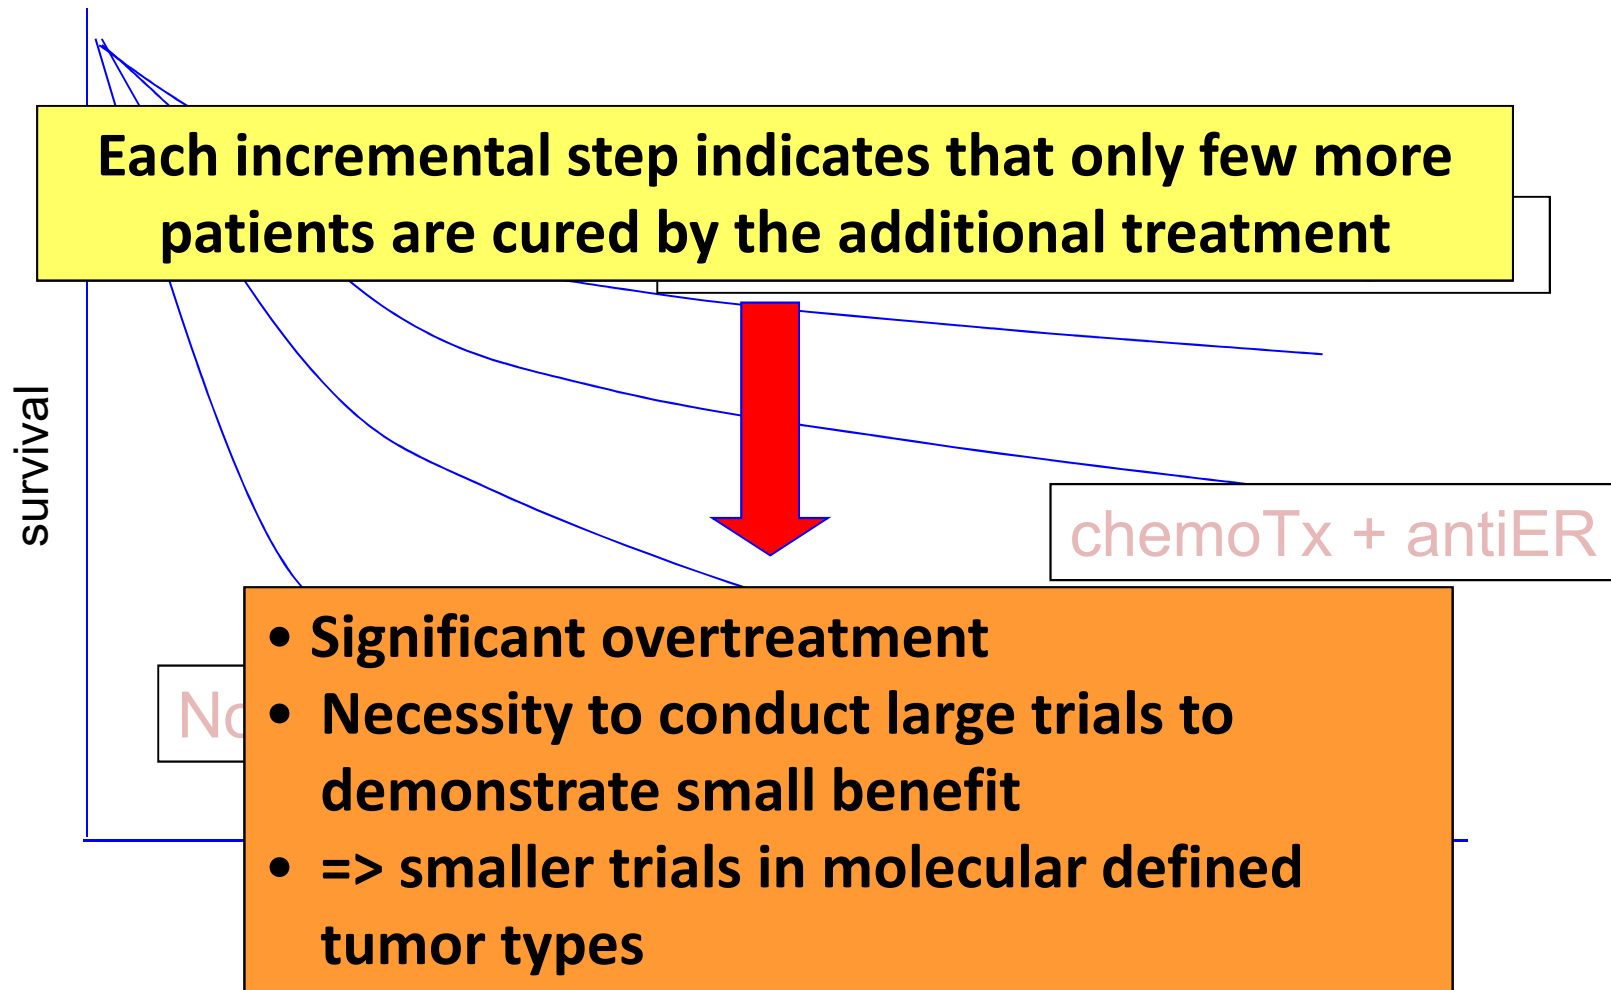 Each incremental step indicates that only few more
patients are cured by the additional treatment
survival
chemoTx + antiER
• Significant overtreatment
• Necessity to conduct large trials to
demonstrate small benefit
• => smaller trials in molecular defined
tumor types